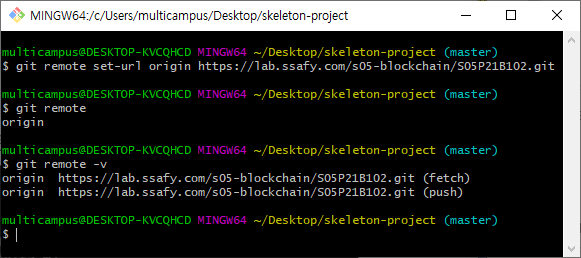 MINGW64:/c/Users/multicampus/Desktop/skeleton-project
multicampus@DESKTOP-KVCQHCD MINGW64 ~/Desktop/skeleton-project (master)
$ git remote set-url origin https://lab.ssafy.com/s05-blockchain/S05P21B102.git
multicampus@DESKTOP-KVCQHCD MINGW64 ~/Desktop/skeleton-project (master)
$ git remote
origin
multicampus@DESKTOP-KVCQHCD MINGW64 ~/Desktop/skeleton-project (master)
$ git remote -v
origin  https://lab.ssafy.com/s05-blockchain/S05P21B102.git (fetch)
origin  https://lab.ssafy.com/s05-blockchain/S05P21B102.git (push)
multicampus@DESKTOP-KVCQHCD MINGW64 ~/Desktop/skeleton-project (master)
$